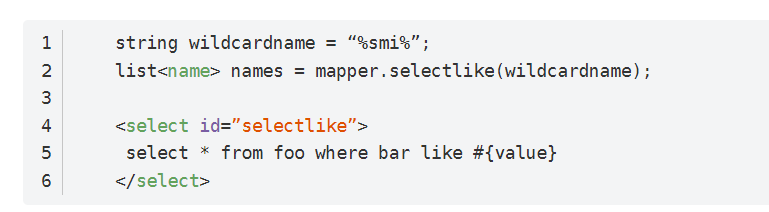 1 string wildcardname = “%smi%”;
2 list<name> names = mapper.selectlike(wildcardname);
3
4 <select id=”selectlike”>
5 select * from foo where bar like #{value}
6 </select>